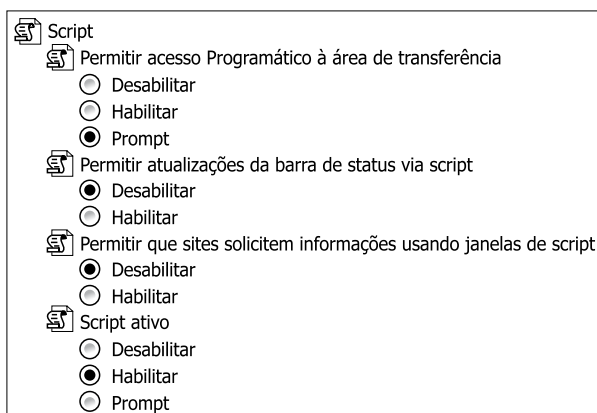 Script
Permitir acesso Programático à área de transferência
Desabilitar
Habilitar
Prompt
Permitir atualizações da barra de status via script
Desabilitar
Habilitar
Permitir que sites solicitem informações usando janelas de script
Desabilitar
Habilitar
Script ativo
Desabilitar
Habilitar
Prompt